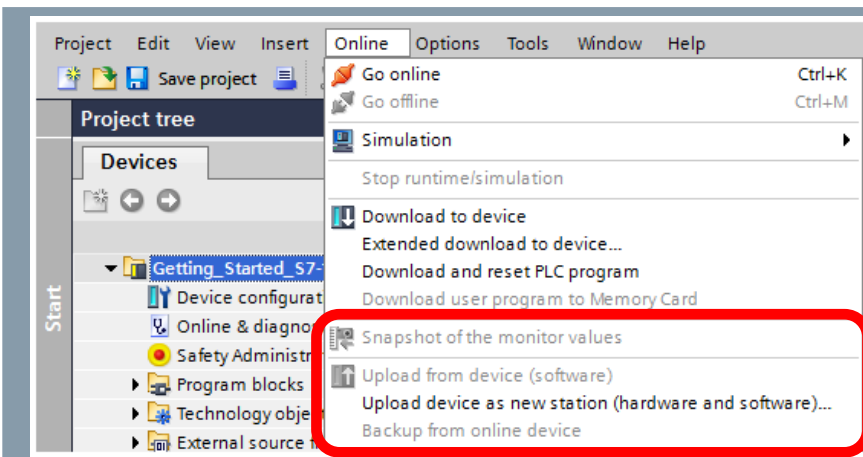 Project Edit View Insert Online Options Tools Window Help
Save project
Go online Ctrl+K
Go offline Ctrl+M
Project tree
Simulation
Devices
Stop runtime/simulation
Download to device
Extended download to device...
Getting_Started_S7-
Download and reset PLC program
Device configurat
Download user program to Memory Card
Start
Online & diagno
Snapshot of the monitor values
Safety Administr
Upload from device (software)
Program blocks
Upload device as new station (hardware and software)...
Technology obje
Backup from online device
External source f